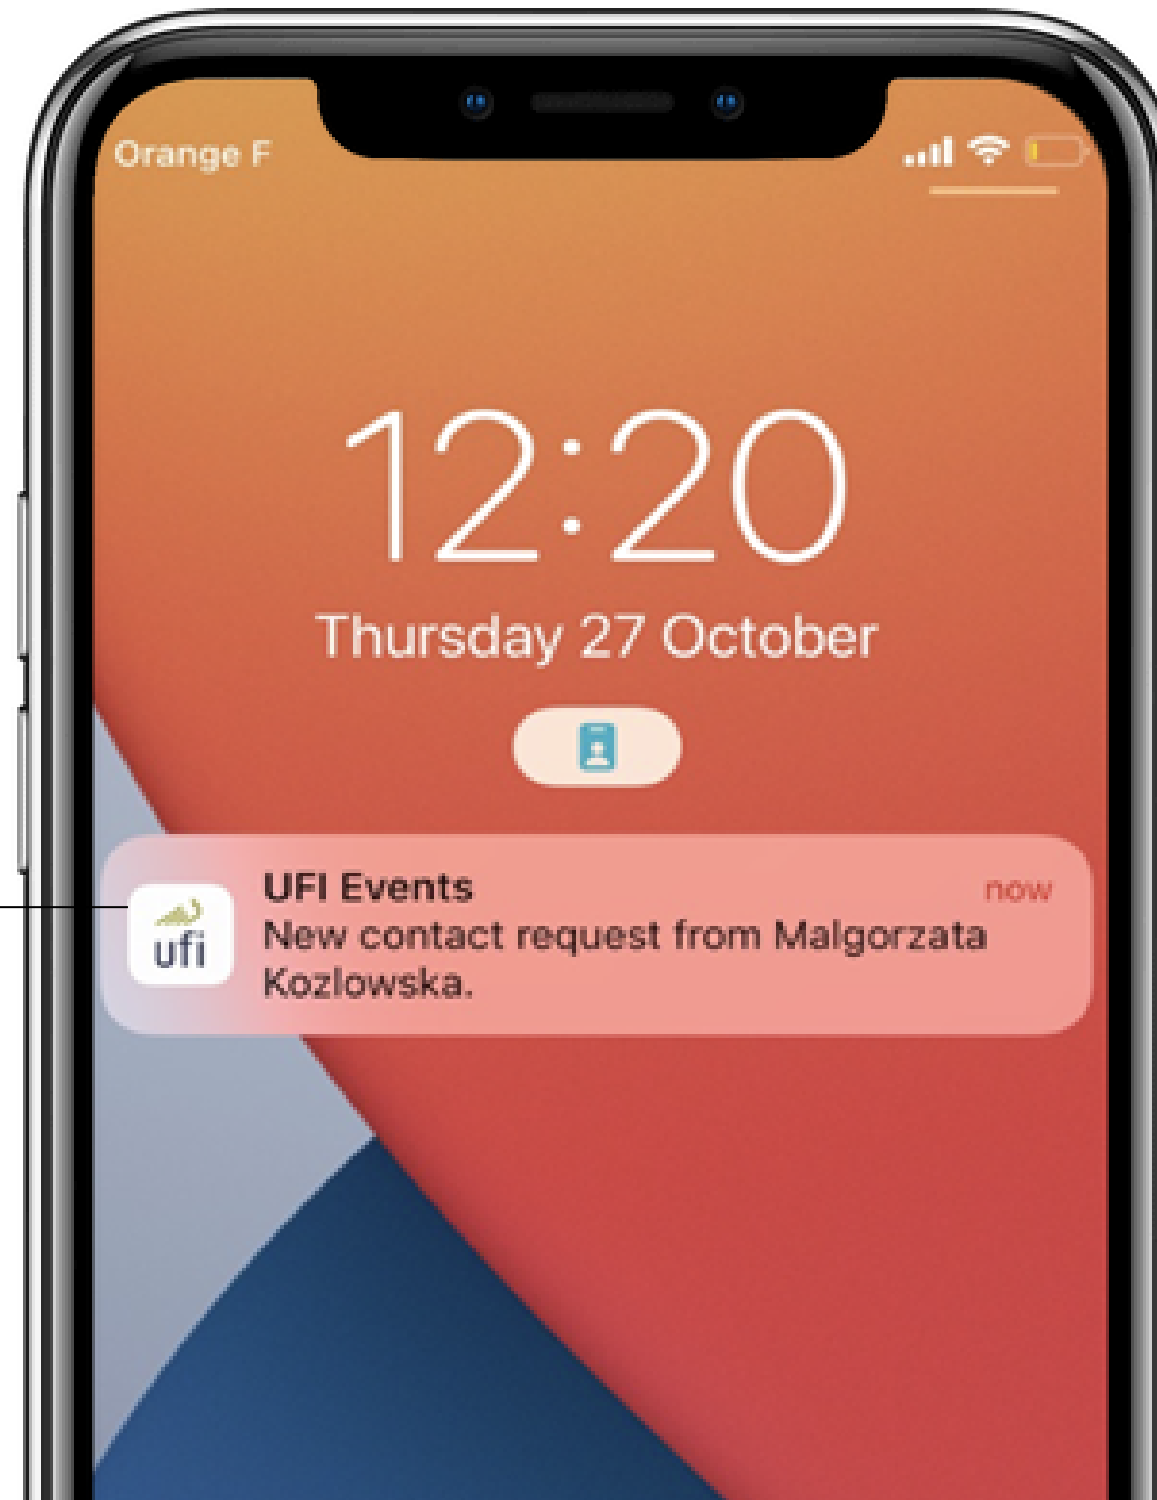 Orange F
12:20
Thursday 27 October
UFI Events
now
New contact request from Malgorzata
Kozlowska.
ufi